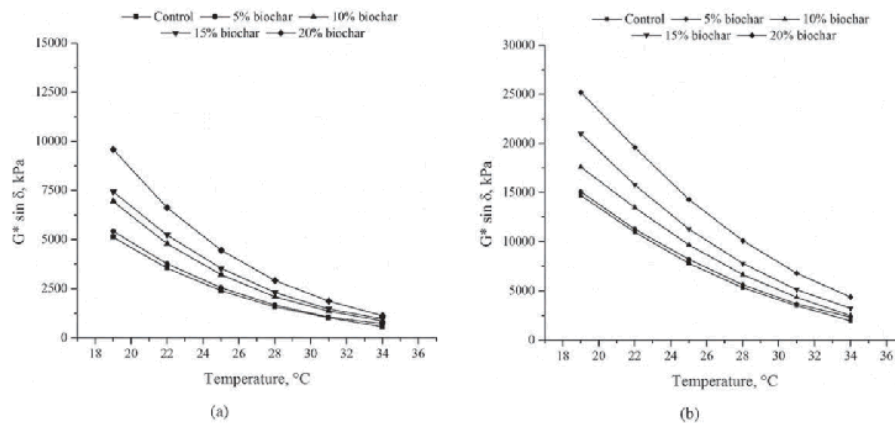 Control 5% biochar 10% biochar
15% biochar 20% biochar
15000
12500
10000
7500
5000
2500
0
G* sin δ, kPa
18 20 22 24 26 28 30 32 34 36
Temperature, °C
(a)
Control 5% biochar 10% biochar
15% biochar 20% biochar
30000
25000
20000
15000
10000
5000
0
G* sin δ, kPa
18 20 22 24 26 28 30 32 34 36
Temperature, °C
(b)